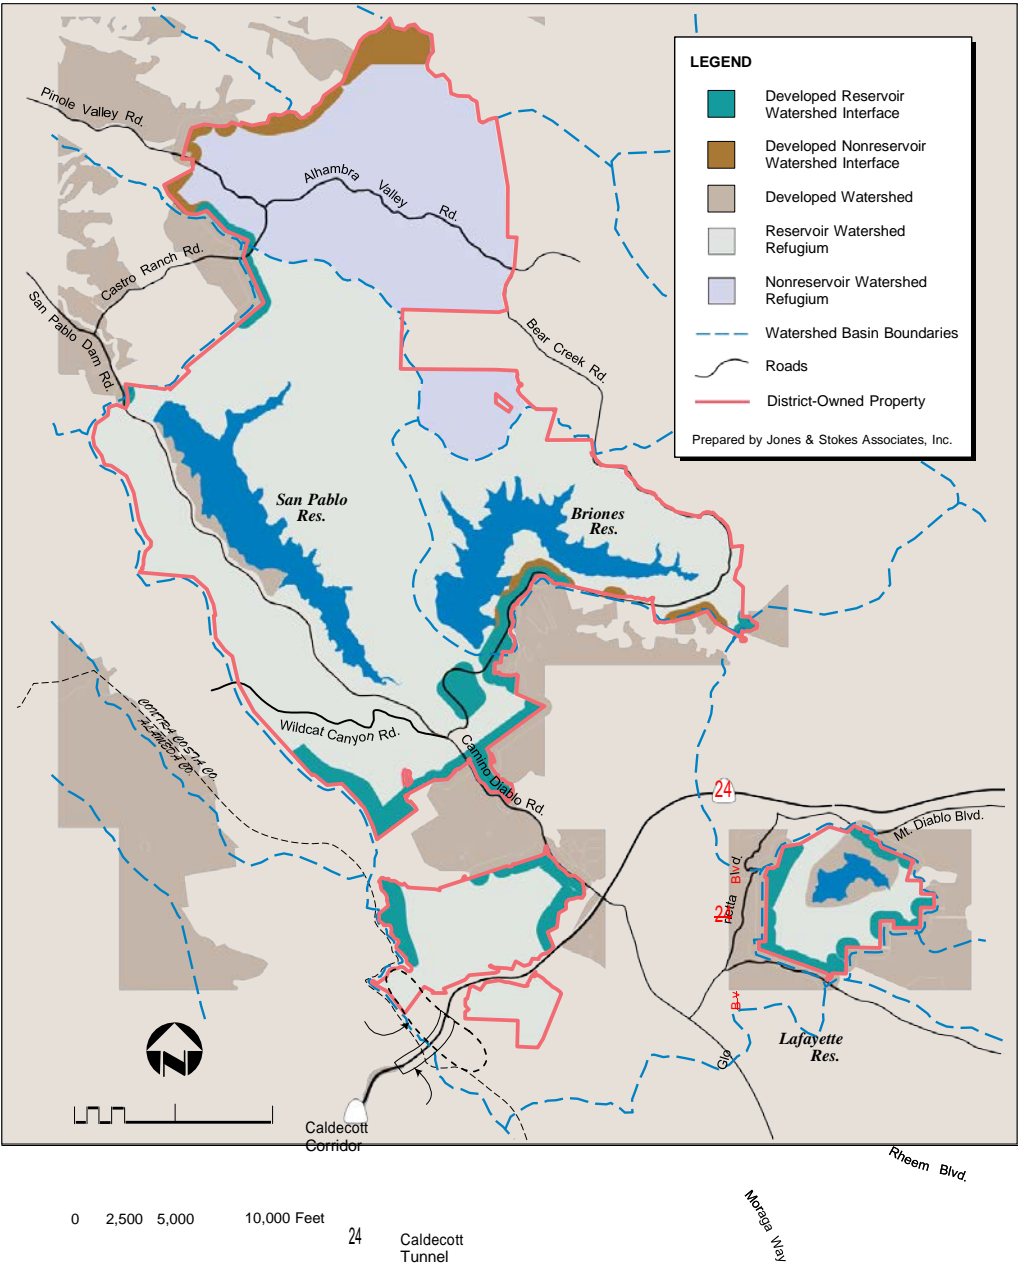 LEGEND
Developed Reservoir
Watershed Interface
Developed Nonreservoir
Watershed Interface
Developed Watershed
Reservoir Watershed
Refugium
Nonreservoir Watershed
Refugium
Watershed Basin Boundaries
Roads
District-Owned Property
Prepared by Jones & Stokes Associates, Inc.
Pinole Valley Rd.
Alhambra Valley Rd.
Castro Ranch Rd.
San Pablo Dam Rd.
Bear Creek Rd.
San Pablo
Res.
Briones
Res.
CONTRA COSTA CO.
ALAMEDA CO.
Wildcat Canyon Rd.
Camino Diablo Rd.
24
Mt. Diablo Blvd.
Blvd.
24
Lafayette
Res.
N
Caldecott
Corridor
Rheem Blvd.
Moraga Way
0 2,500 5,000 10,000 Feet
24
Caldecott
Tunnel